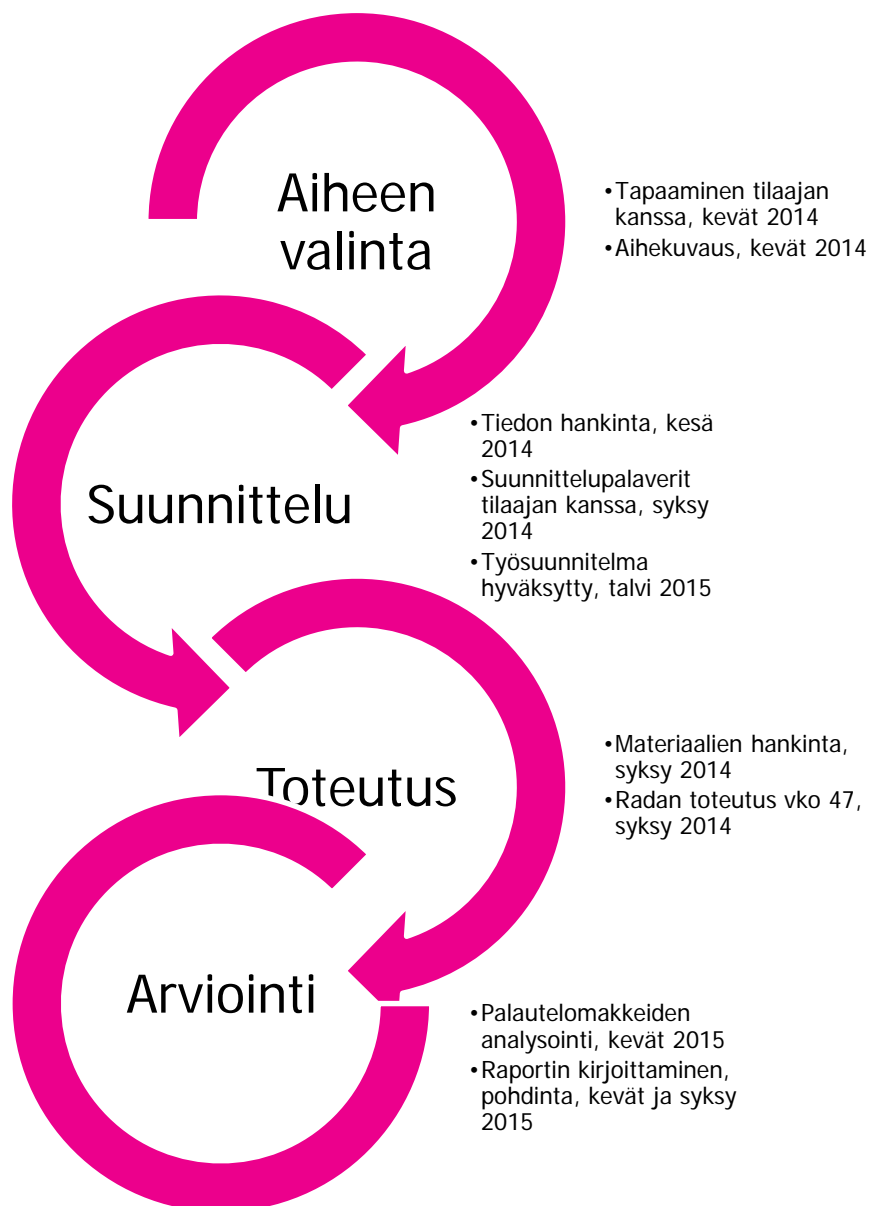 Aiheen
valinta
•Tapaaminen tilaajan
kanssa, kevät 2014
•Aihekuvaus, kevät 2014
Suunnittelu
•Tiedon hankinta, kesä
2014
•Suunnittelupalaverit
tilaajan kanssa, syksy
2014
•Työsuunnitelma
hyväksytty, talvi 2015
Toteutus
•Materiaalien hankinta,
syksy 2014
•Radan toteutus vko 47,
syksy 2014
Arviointi
•Palautelomakkeiden
analysointi, kevät 2015
•Raportin kirjoittaminen,
pohdinta, kevät ja syksy
2015